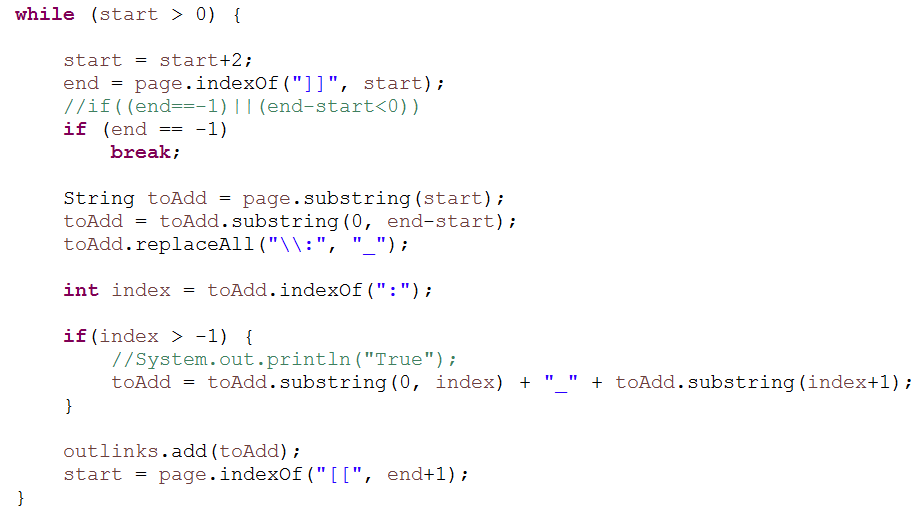 while (start > 0) {
start = start+2;
end = page.indexOf("]]", start);
//if((end==-1)||(end-start<0))
if (end == -1)
break;
String toAdd = page.substring(start);
toAdd = toAdd.substring(0, end-start);
toAdd.replaceAll("\\:", "_");
int index = toAdd.indexOf(":");
if(index > -1) {
//System.out.println("True");
toAdd = toAdd.substring(0, index) + "_" + toAdd.substring(index+1);
}
outlinks.add(toAdd);
start = page.indexOf("[[", end+1);
}